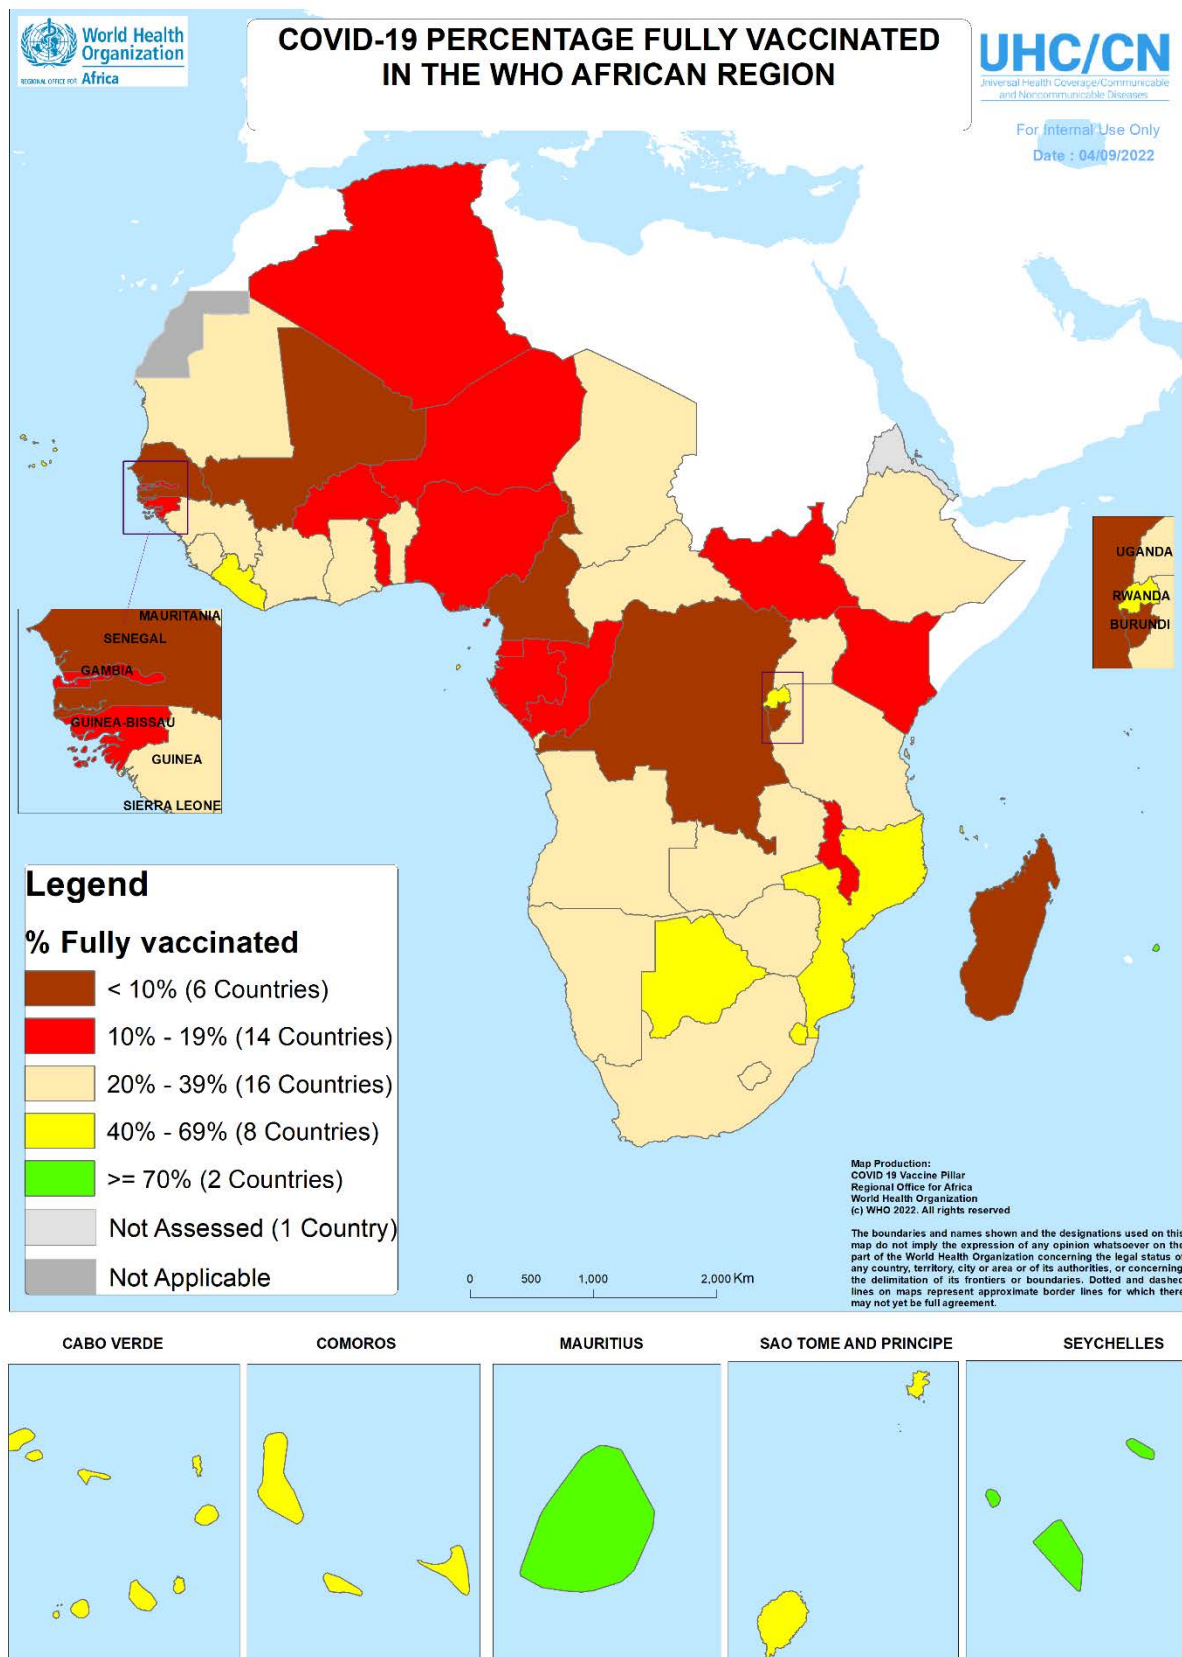 World Health
Organization
REGIONAL OFFICE FOR Africa
COVID-19 PERCENTAGE FULLY VACCINATED
IN THE WHO AFRICAN REGION
UHC/CN
Universal Health Coverage/Communicable
and Noncommunicable Diseases
For Internal Use Only
Date : 04/09/2022
UGANDA
RWANDA
BURUNDI
MAURITANIA
SENEGAL
GAMBIA
GUINEA-BISSAU
GUINEA
SIERRA LEONE
Legend
% Fully vaccinated
< 10% (6 Countries)
10% - 19% (14 Countries)
20% - 39% (16 Countries)
40% - 69% (8 Countries)
>= 70% (2 Countries)
Not Assessed (1 Country)
Not Applicable
0 500 1,000 2,000 Km
Map Production:
COVID 19 Vaccine Pillar
Regional Office for Africa
World Health Organization
(c) WHO 2022. All rights reserved
The boundaries and names shown and the designations used on this
map do not imply the expression of any opinion whatsoever on the
part of the World Health Organization concerning the legal status of
any country, territory, city or area or of its authorities, or concerning
the delimitation of its frontiers or boundaries. Dotted and dashed
lines on maps represent approximate border lines for which there
may not yet be full agreement.
CABO VERDE
COMOROS
MAURITIUS
SAO TOME AND PRINCIPE
SEYCHELLES